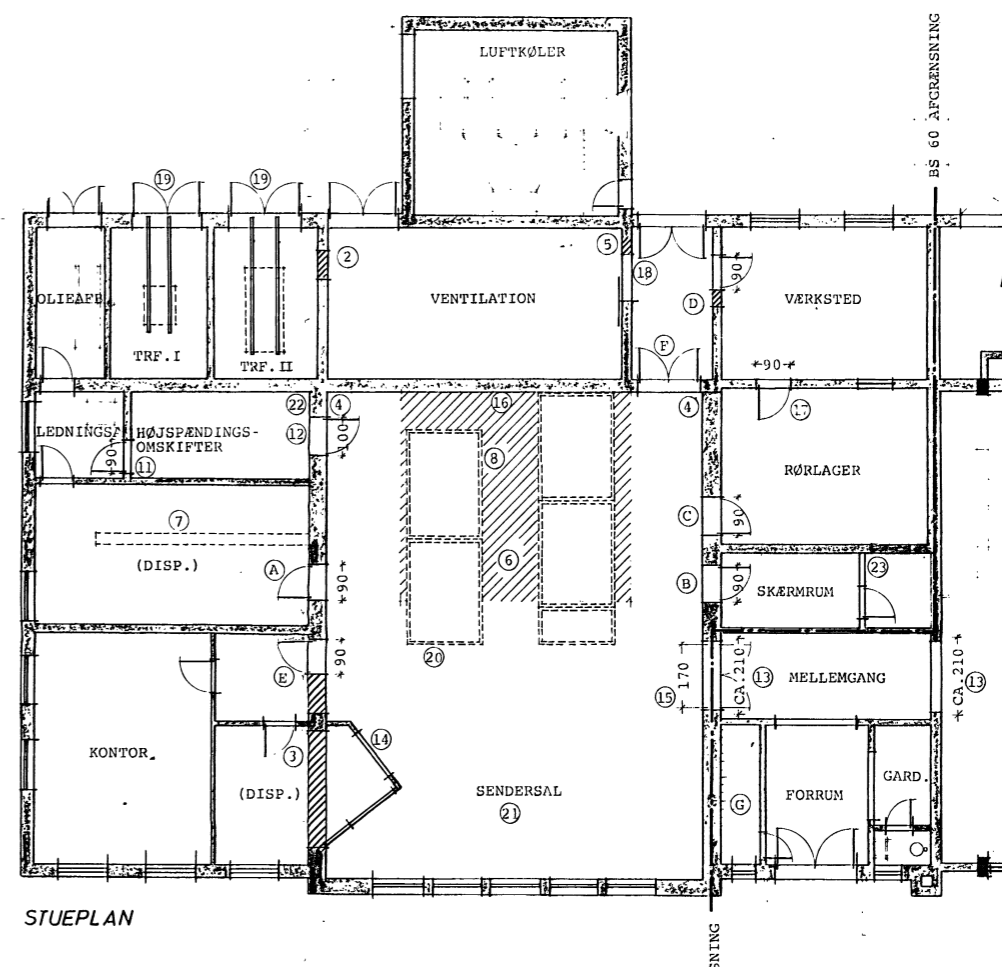 LUFTKØLER
BS 60 AFGRÆNSNING
19
19
2
5
18
OLIEAFB
TRF. I
TRF. II
VENTILATION
90
D
VÆRKSTED
F
90
22
4
16
4
17
LEDNINGSA
HØJSPÆNDINGS-
OMSKIFTER
12
100
90
11
8
RØRLAGER
7
(DISP.)
C
90
A
90
6
B
90
SKÆRMRUM
23
20
E
90
15
170
CA.210
13
MELLEMGANG
CA.210
13
KONTOR
3
14
(DISP.)
SENDERSAL
21
G
FORRUM
GARD.
STUEPLAN
SNING